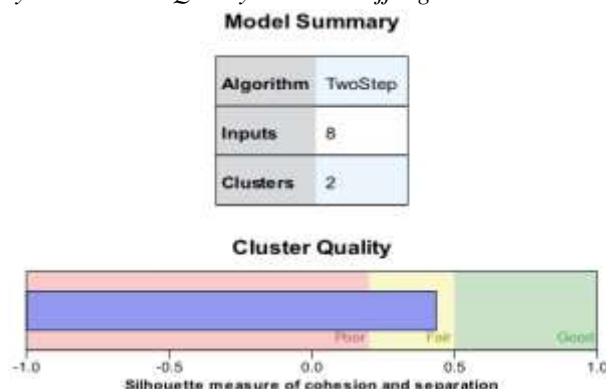 Model Summary
Algorithm TwoStep
Inputs 8
Clusters 2
Cluster Quality
Poor Fair Good
-1.0 -0.5 0.0 0.5 1.0
Silhouette measure of cohesion and separation